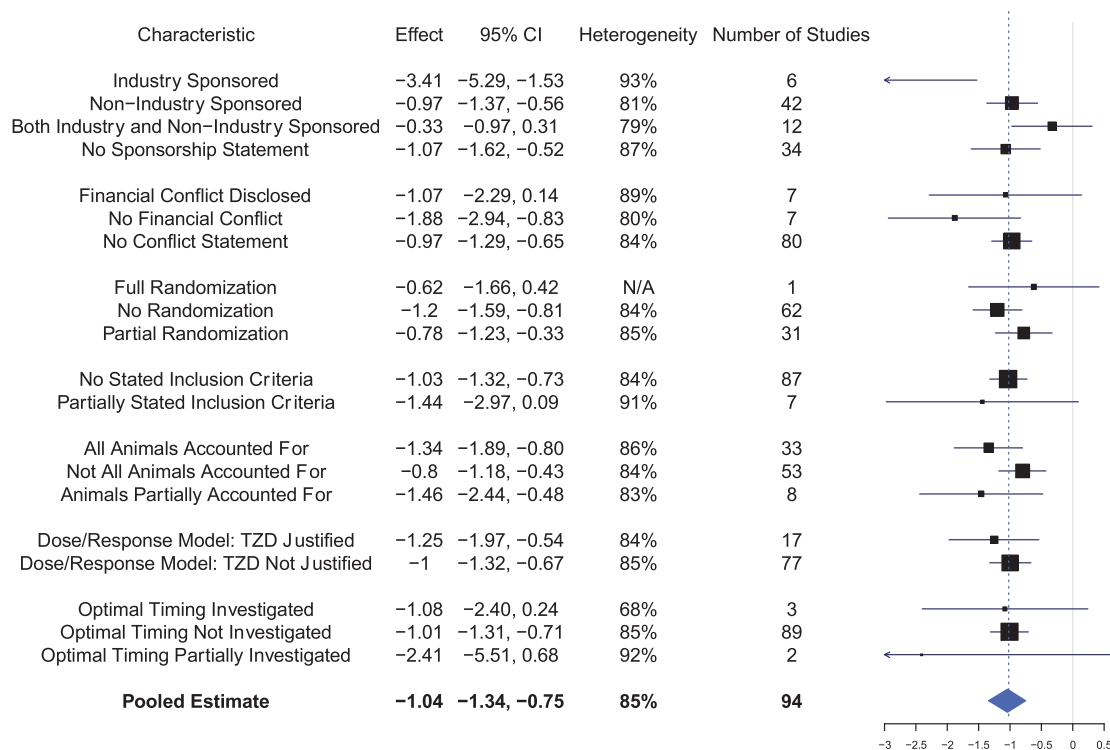 Characteristic Effect 95% CI Heterogeneity Number of Studies
Industry Sponsored −3.41 −5.29, −1.53 93% 6
Non−Industry Sponsored −0.97 −1.37, −0.56 81% 42
Both Industry and Non−Industry Sponsored −0.33 −0.97, 0.31 79% 12
No Sponsorship Statement −1.07 −1.62, −0.52 87% 34
Financial Conflict Disclosed −1.07 −2.29, 0.14 89% 7
No Financial Conflict −1.88 −2.94, −0.83 80% 7
No Conflict Statement −0.97 −1.29, −0.65 84% 80
Full Randomization −0.62 −1.66, 0.42 N/A 1
No Randomization −1.2 −1.59, −0.81 84% 62
Partial Randomization −0.78 −1.23, −0.33 85% 31
No Stated Inclusion Criteria −1.03 −1.32, −0.73 84% 87
Partially Stated Inclusion Criteria −1.44 −2.97, 0.09 91% 7
All Animals Accounted For −1.34 −1.89, −0.80 86% 33
Not All Animals Accounted For −0.8 −1.18, −0.43 84% 53
Animals Partially Accounted For −1.46 −2.44, −0.48 83% 8
Dose/Response Model: TZD Justified −1.25 −1.97, −0.54 84% 17
Dose/Response Model: TZD Not Justified −1 −1.32, −0.67 85% 77
Optimal Timing Investigated −1.08 −2.40, 0.24 68% 3
Optimal Timing Not Investigated −1.01 −1.31, −0.71 85% 89
Optimal Timing Partially Investigated −2.41 −5.51, 0.68 92% 2
Pooled Estimate −1.04 −1.34, −0.75 85% 94
−3 −2.5 −2 −1.5 −1 −0.5 0 0.5